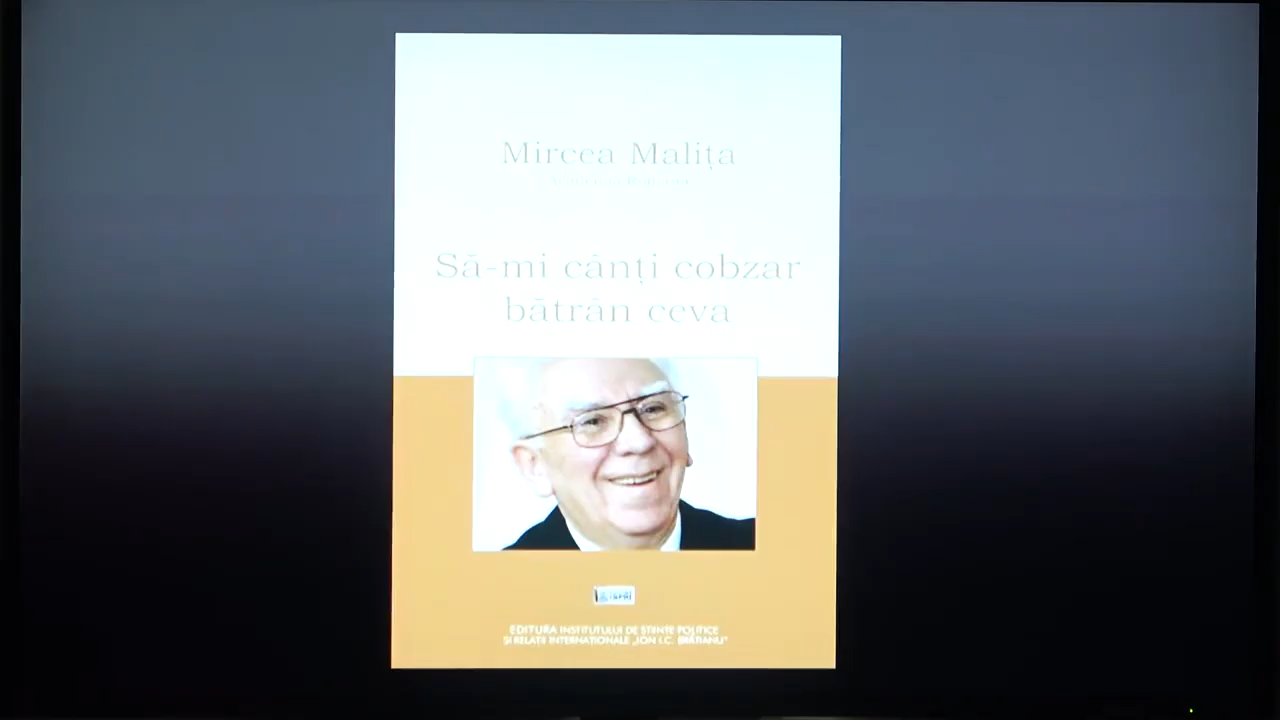 Mircea Malița
Să-mi cânți cobzar
bătrân ceva
EDITURA INSTITUTULUI DE ȘTIINȚE POLITICE
ȘI RELAȚII INTERNAȚIONALE „ION I.C. BRĂTIANU”